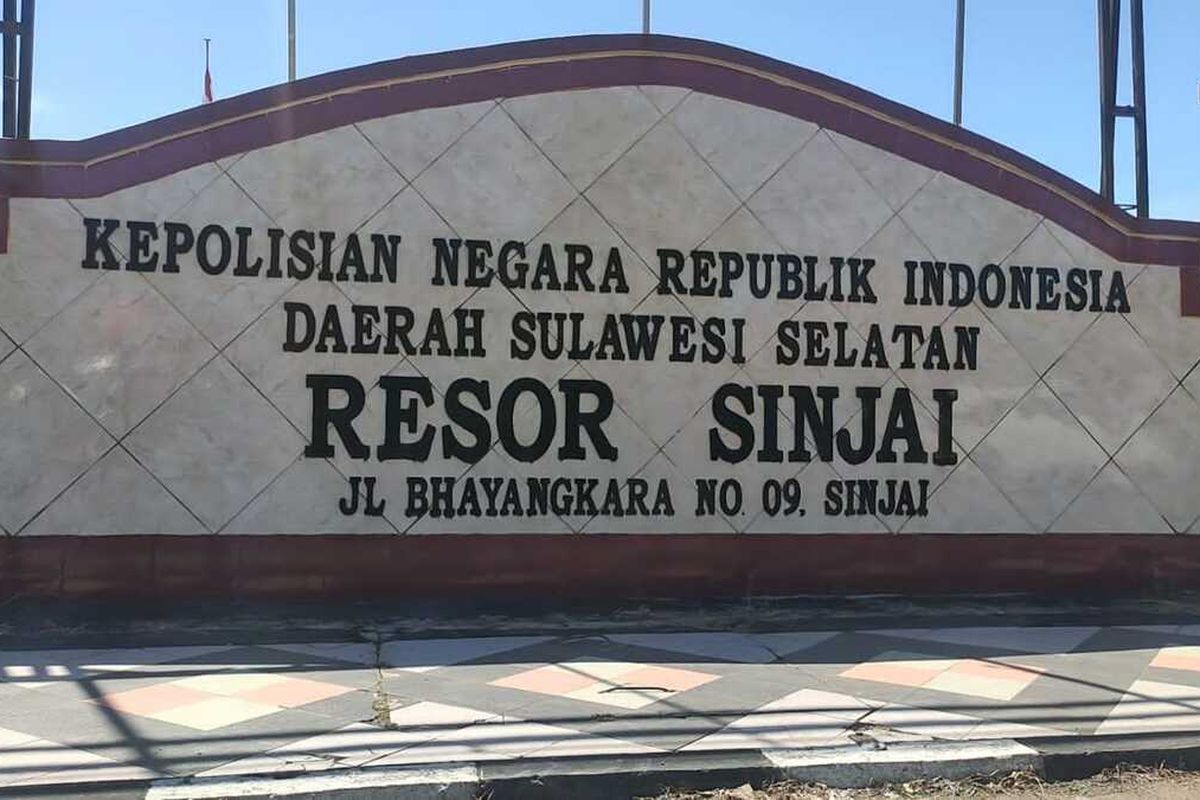 KEPOLISIAN NEGARA REPUBLIK INDONESIA
DAERAH SULAWESI SELATAN
RESOR SINJAI
JL BHAYANGKARA NO. 09, SINJAI